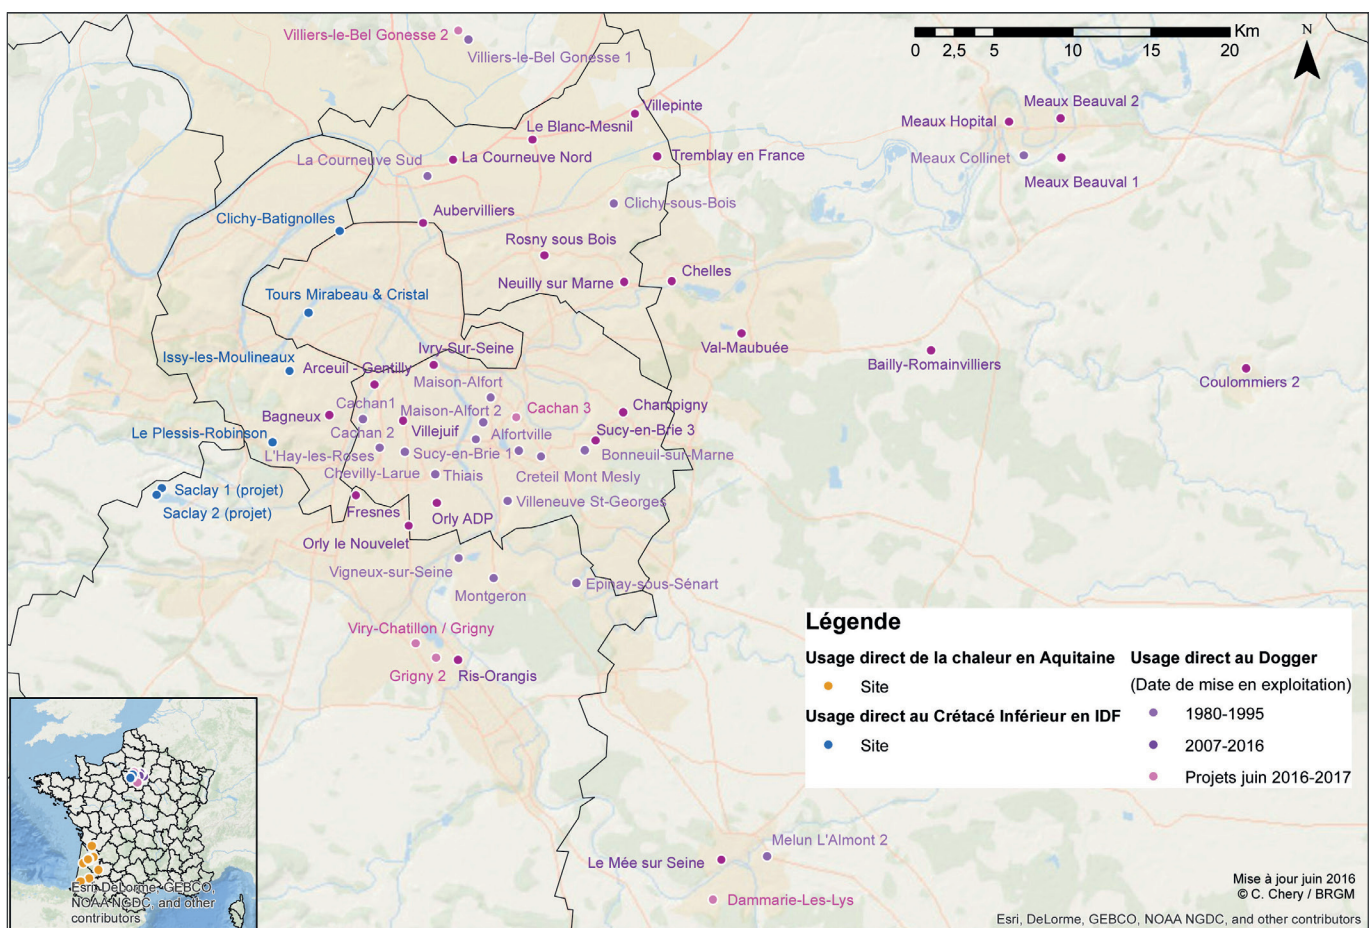 Villiers-le-Bel Gonesse 2
Villiers-le-Bel Gonesse 1
Km
0 2,5 5 10 15 20
N
Villepinte
Le Blanc-Mesnil
La Courneuve Sud
La Courneuve Nord
Tremblay en France
Meaux Beauval 2
Meaux Hopital
Meaux Collinet
Meaux Beauval 1
Clichy-sous-Bois
Clichy-Batignolles
Aubervilliers
Rosny sous Bois
Neuilly sur Marne
Chelles
Tours Mirabeau & Cristal
Val-Maubuée
Bailly-Romainvilliers
Coulommiers 2
Issy-les-Moulineaux
Ivry-Sur-Seine
Arceuil - Gentilly
Maison-Alfort
Cachan1
Maison-Alfort 2
Cachan 3
Champigny
Bagneux
Cachan 2
Villejuif
Alfortville
Sucy-en-Brie 3
Le Plessis-Robinson
L'Hay-les-Roses
Sucy-en-Brie 1
Bonneuil-sur-Marne
Chevilly-Larue
Thiais
Creteil Mont Mesly
Saclay 1 (projet)
Saclay 2 (projet)
Fresnes
Orly ADP
Villeneuve St-Georges
Orly le Nouvelet
Vigneux-sur-Seine
Montgeron
Epinay-sous-Sénart
Viry-Chatillon / Grigny
Grigny 2
Ris-Orangis
Légende
Usage direct de la chaleur en Aquitaine
Site
Usage direct au Crétacé Inférieur en IDF
Site
Usage direct au Dogger
(Date de mise en exploitation)
1980-1995
2007-2016
Projets juin 2016-2017
Melun L'Almont 2
Le Mée sur Seine
Dammarie-Les-Lys
Esri, DeLorme, GEBCO,
NOAA NGDC, and other
contributors
Mise à jour juin 2016
© C. Chery / BRGM
Esri, DeLorme, GEBCO, NOAA NGDC, and other contributors